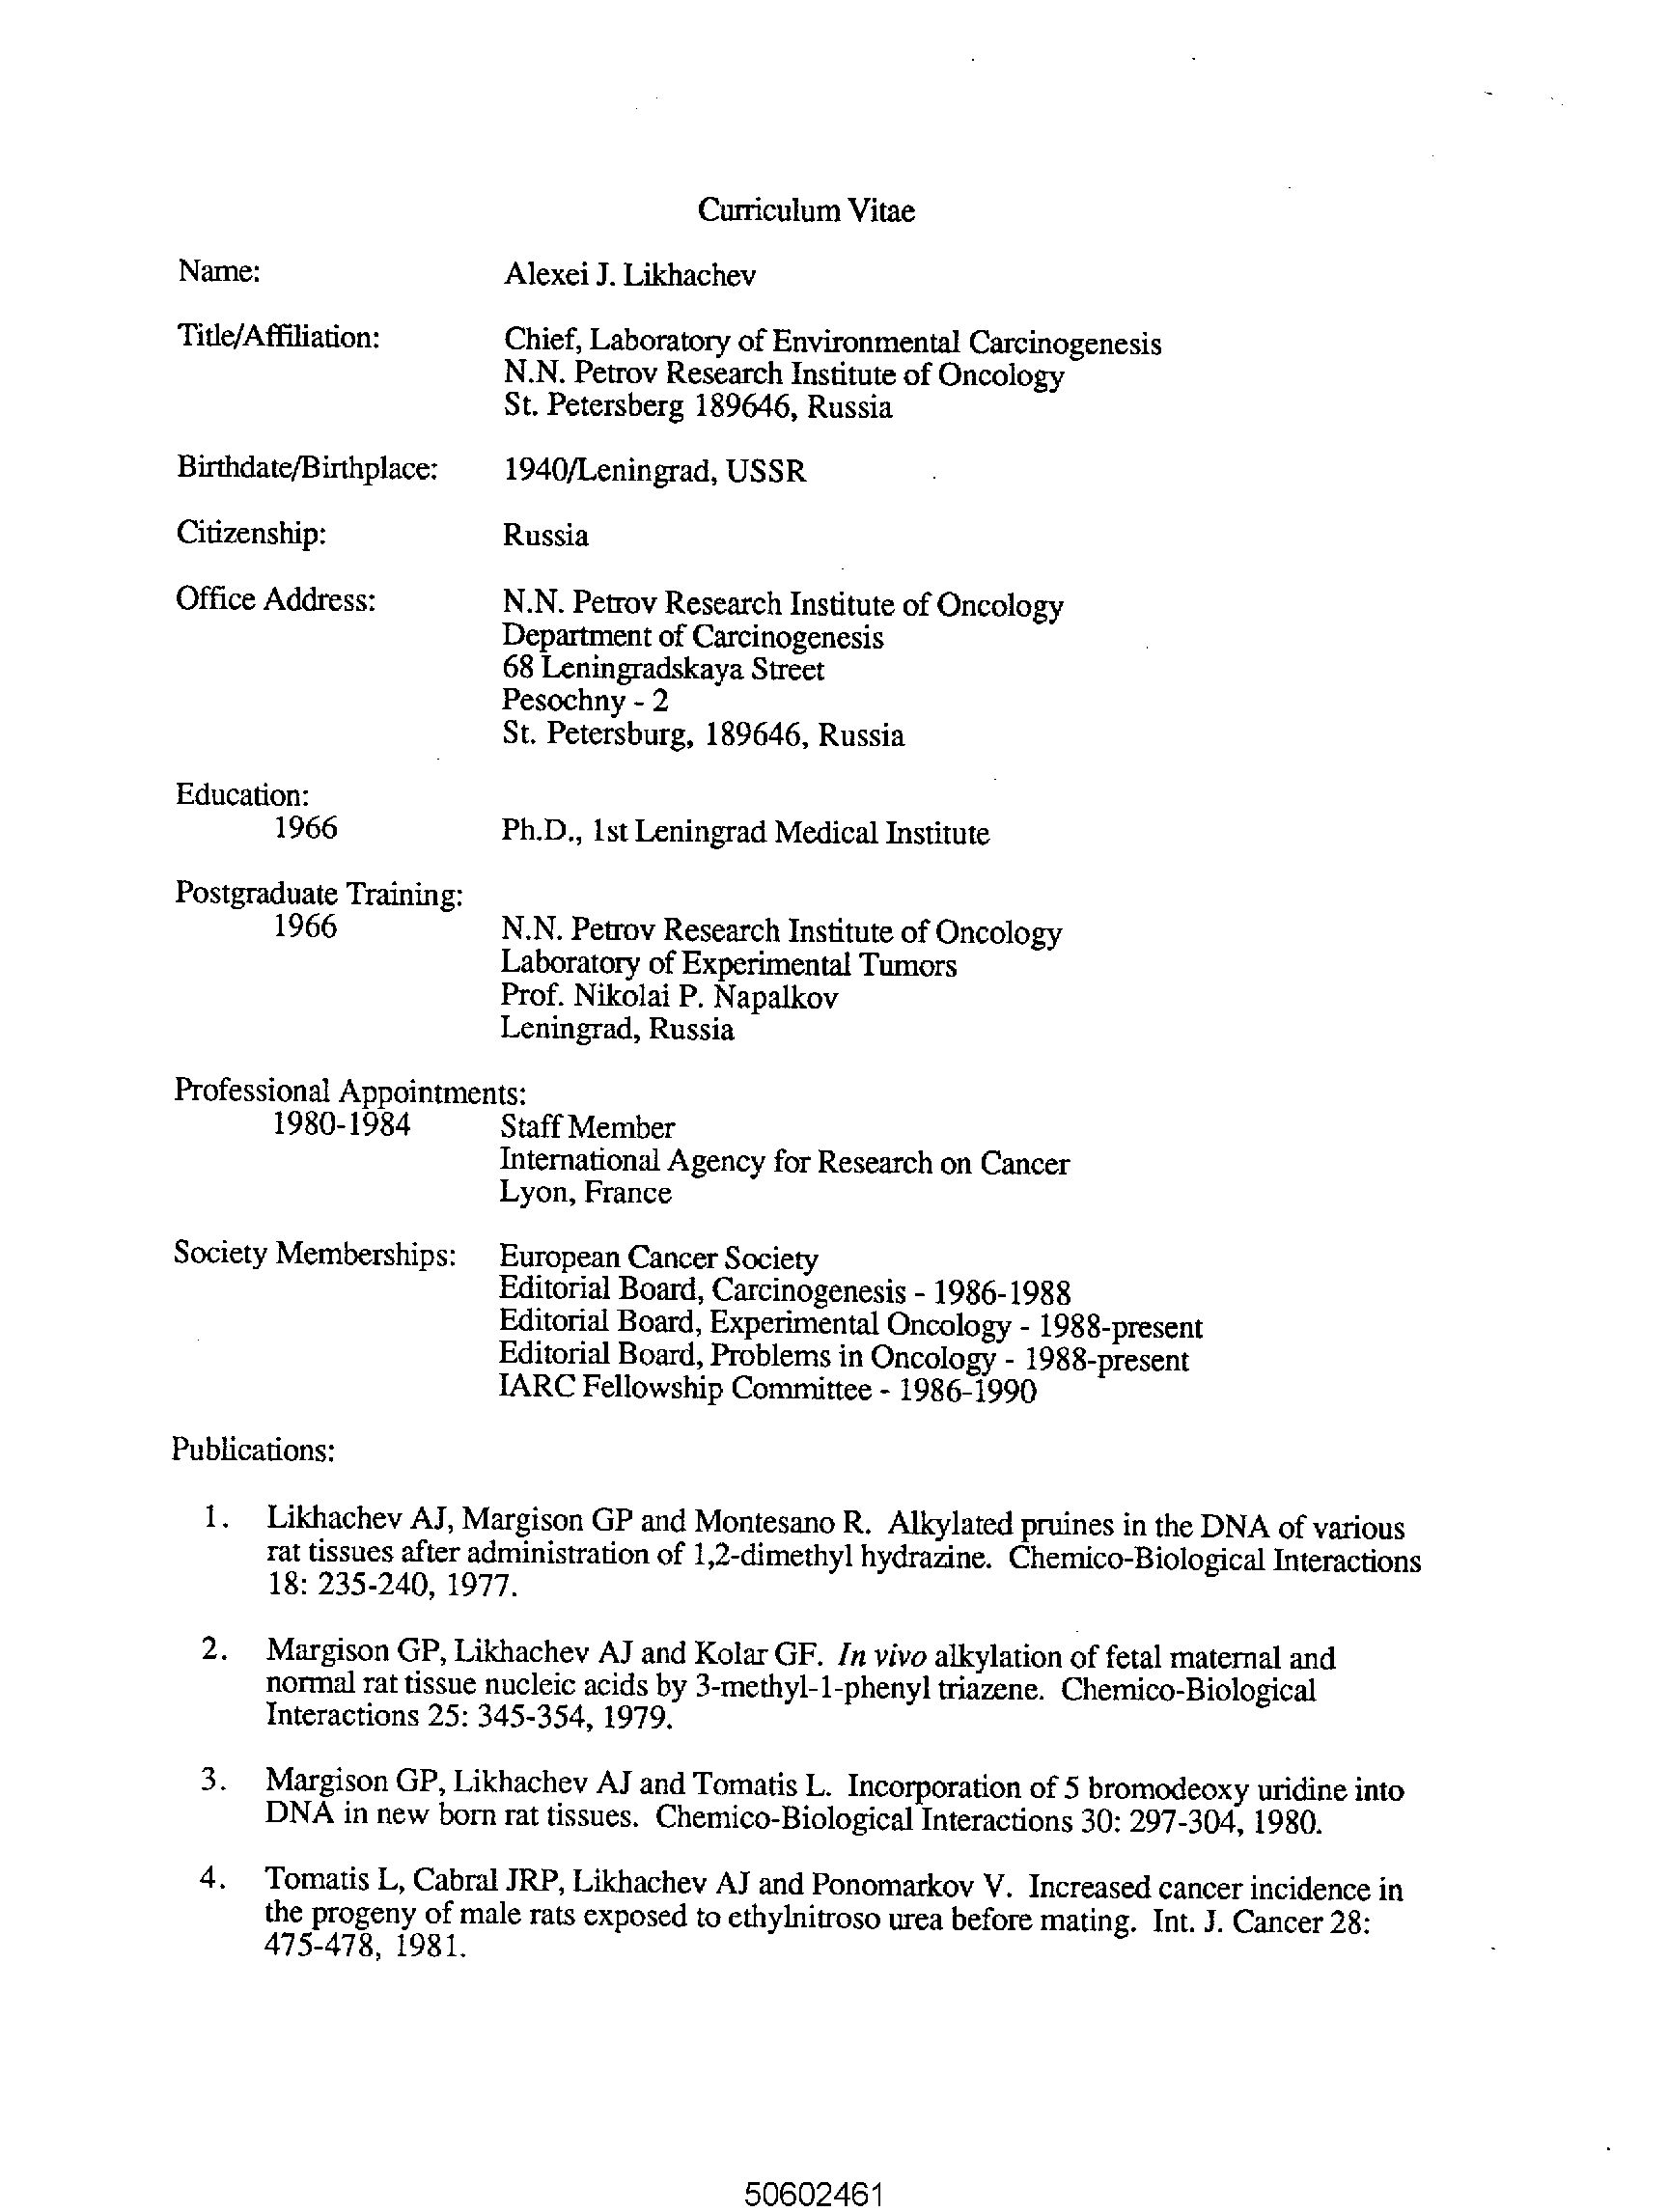 Curriculum Vitae
Name: Alexei J. Likhachev
Title/Affiliation: Chief, Laboratory of Environmental Carcinogenesis
N.N. Petrov Research Institute of Oncology
St. Petersberg 189646, Russia
Birthdate/Birthplace: 1940/Leningrad, USSR
Citizenship: Russia
Office Address: N.N. Petrov Research Institute of Oncology
Department of Carcinogenesis
68 Leningradskaya Street
Pesochny - 2
St. Petersburg, 189646, Russia
Education:
1966 Ph.D., 1st Leningrad Medical Institute
Postgraduate Training:
1966 N.N. Petrov Research Institute of Oncology
Laboratory of Experimental Tumors
Prof. Nikolai P. Napalkov
Leningrad, Russia
Professional Appointments:
1980-1984 Staff Member
International Agency for Research on Cancer
Lyon, France
Society Memberships: European Cancer Society
Editorial Board, Carcinogenesis - 1986-1988
Editorial Board, Experimental Oncology - 1988-present
Editorial Board, Problems in Oncology - 1988-present
IARC Fellowship Committee - 1986-1990
Publications:
1. Likhachev AJ, Margison GP and Montesano R. Alkylated pruines in the DNA of various
rat tissues after administration of 1,2-dimethyl hydrazine. Chemico-Biological Interactions
18: 235-240, 1977.
2. Margison GP, Likhachev AJ and Kolar GF. In vivo alkylation of fetal maternal and
normal rat tissue nucleic acids by 3-methyl-1-phenyl triazene. Chemico-Biological
Interactions 25: 345-354, 1979.
3. Margison GP, Likhachev AJ and Tomatis L. Incorporation of 5 bromodeoxy uridine into
DNA in new born rat tissues. Chemico-Biological Interactions 30: 297-304, 1980.
4. Tomatis L, Cabral JRP, Likhachev AJ and Ponomarkov V. Increased cancer incidence in
the progeny of male rats exposed to ethylnitroso urea before mating. Int. J. Cancer 28:
475-478, 1981.
50602461